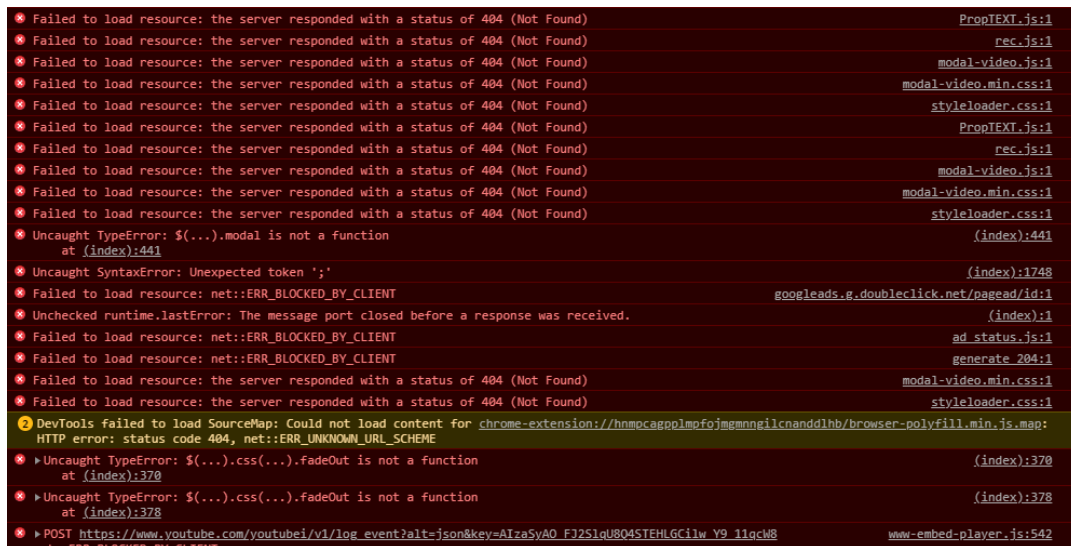 Failed to load resource: the server responded with a status of 404 (Not Found) PropTEXT.js:1
Failed to load resource: the server responded with a status of 404 (Not Found) rec.js:1
Failed to load resource: the server responded with a status of 404 (Not Found) modal-video.js:1
Failed to load resource: the server responded with a status of 404 (Not Found) modal-video.min.css:1
Failed to load resource: the server responded with a status of 404 (Not Found) styleloader.css:1
Failed to load resource: the server responded with a status of 404 (Not Found) PropTEXT.js:1
Failed to load resource: the server responded with a status of 404 (Not Found) rec.js:1
Failed to load resource: the server responded with a status of 404 (Not Found) modal-video.js:1
Failed to load resource: the server responded with a status of 404 (Not Found) modal-video.min.css:1
Failed to load resource: the server responded with a status of 404 (Not Found) styleloader.css:1
Uncaught TypeError: $(...).modal is not a function (index):441
at (index):441
Uncaught SyntaxError: Unexpected token ';' (index):1748
Failed to load resource: net::ERR_BLOCKED_BY_CLIENT googleads.g.doubleclick.net/pagead/id:1
Unchecked runtime.lastError: The message port closed before a response was received. (index):1
Failed to load resource: net::ERR_BLOCKED_BY_CLIENT ad_status.js:1
Failed to load resource: net::ERR_BLOCKED_BY_CLIENT generate_204:1
Failed to load resource: the server responded with a status of 404 (Not Found) modal-video.min.css:1
Failed to load resource: the server responded with a status of 404 (Not Found) styleloader.css:1
2 DevTools failed to load SourceMap: Could not load content for chrome-extension://hnmpcagpplmpfojmgmnngilcnanddlhb/browser-polyfill.min.js.map:
HTTP error: status code 404, net::ERR_UNKNOWN_URL_SCHEME
Uncaught TypeError: $(...).css(...).fadeOut is not a function (index):370
at (index):370
Uncaught TypeError: $(...).css(...).fadeOut is not a function (index):378
at (index):378
POST https://www.youtube.com/youtubei/v1/log_event?alt=json&key=AIzaSyAO_FJ2SlqU8Q4STEHLGCilw_Y9_11qcW8 www-embed-player.js:542